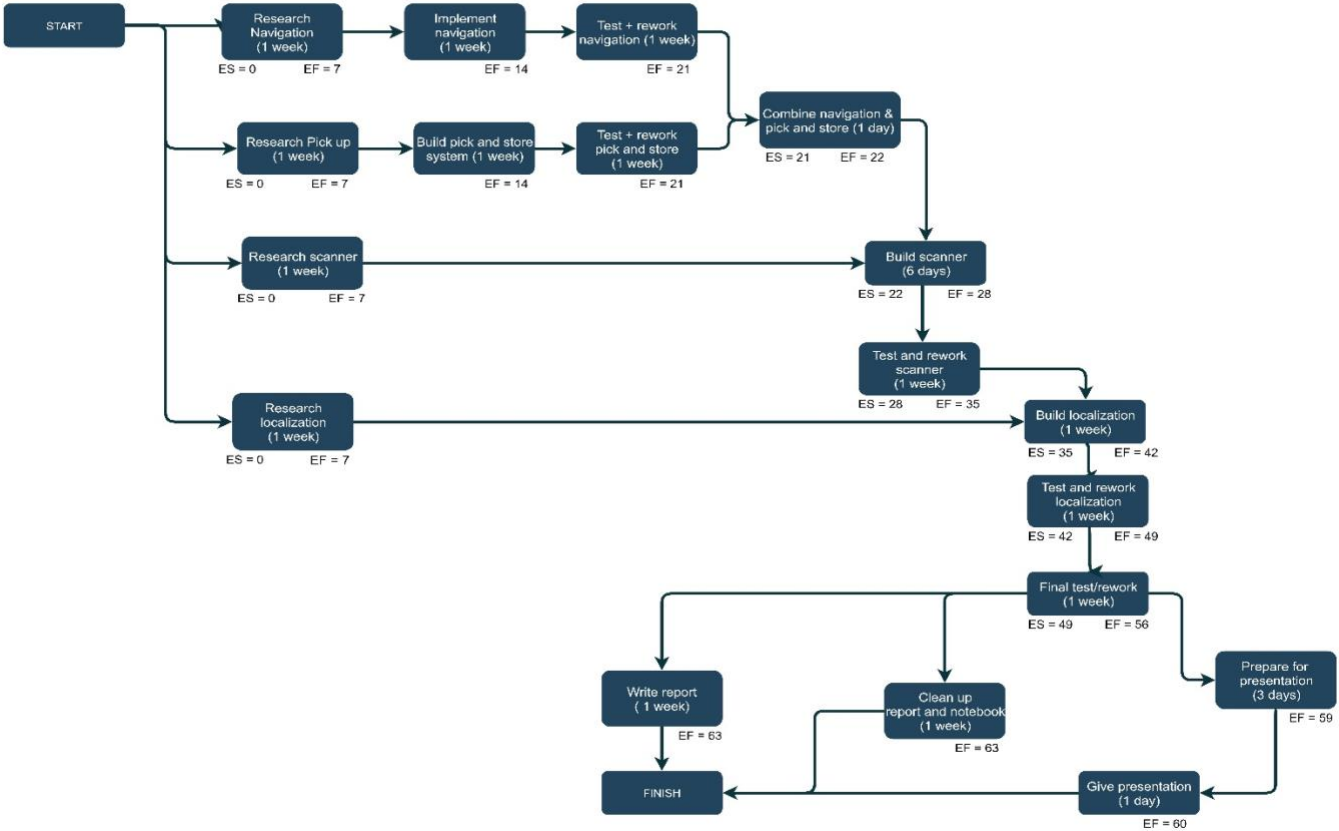 START
Research
Navigation
(1 week)
ES = 0
EF = 7
Implement
navigation
(1 week)
EF = 14
Test + rework
navigation (1 week)
EF = 21
Research Pick up
(1 week)
ES = 0
EF = 7
Build pick and store
system (1 week)
EF = 14
Test + rework
pick and store
(1 week)
EF = 21
Combine navigation &
pick and store (1 day)
ES = 21
EF = 22
Research scanner
(1 week)
ES = 0
EF = 7
Build scanner
(6 days)
ES = 22
EF = 28
Test and rework
scanner
(1 week)
ES = 28
EF = 35
Research
localization
(1 week)
ES = 0
EF = 7
Build localization
(1 week)
ES = 35
EF = 42
Test and rework
localization
(1 week)
ES = 42
EF = 49
Final test/rework
(1 week)
ES = 49
EF = 56
Write report
( 1 week)
EF = 63
Clean up
report and notebook
(1 week)
EF = 63
Prepare for
presentation
(3 days)
EF = 59
FINISH
Give presentation
(1 day)
EF = 60